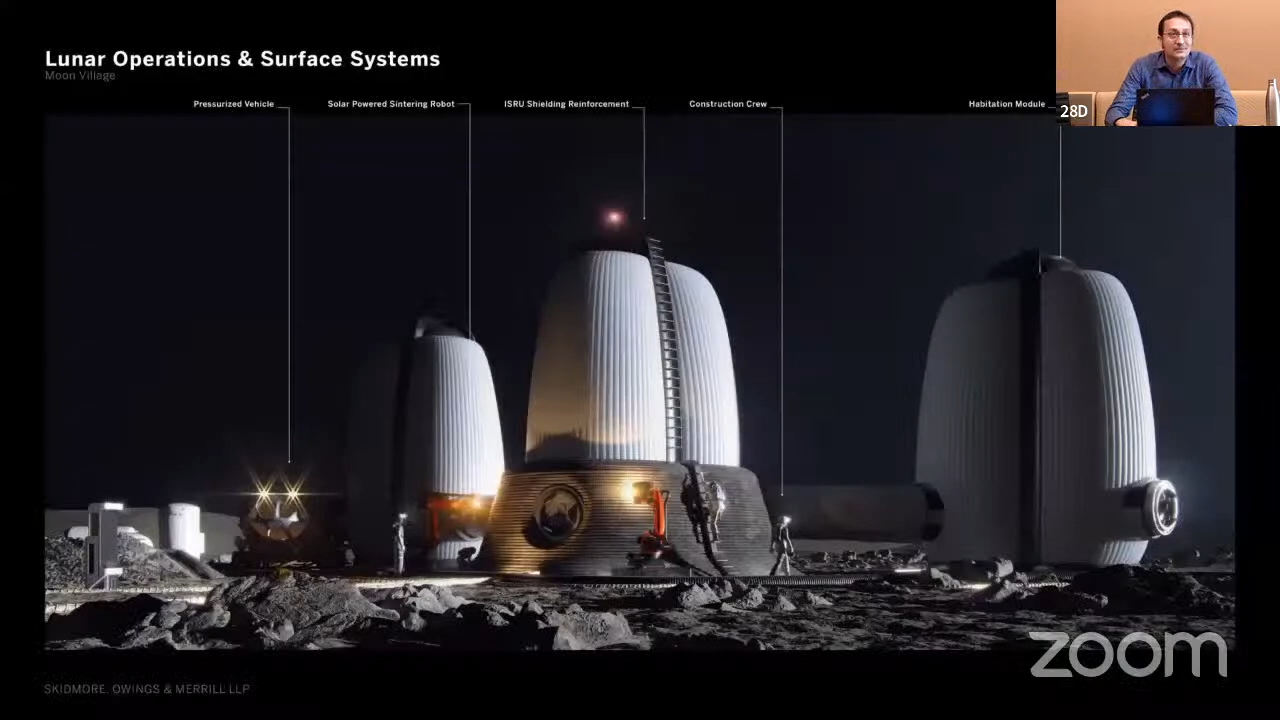 Lunar Operations & Surface Systems
Moon Village
Pressurized Vehicle
Solar Powered Sintering Robot
ISRU Shielding Reinforcement
Construction Crew
Habitation Module
28D
zoom
SKIDMORE, OWINGS & MERRILL LLP